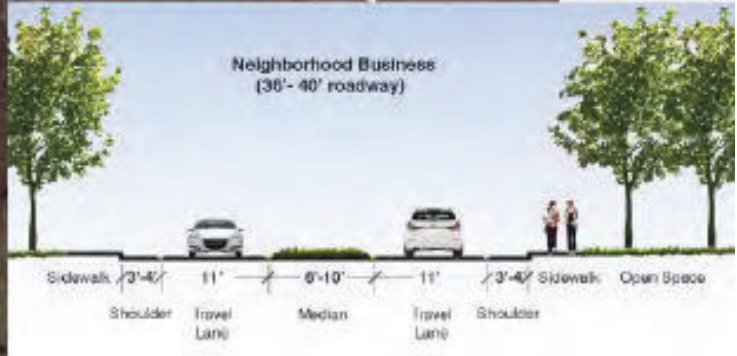 Neighborhood Business
(36'- 40' roadway)
Sidewalk 3'-4' 11' 6'-10' 11' 3'-4' Sidewalk Open Space
Shoulder Travel Lane Median Travel Lane Shoulder